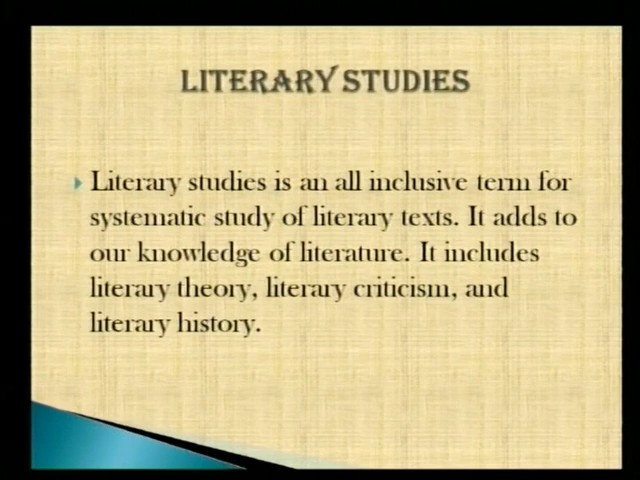 LITERARY STUDIES
Literary studies is an all inclusive term for
systematic study of literary texts. It adds to
our knowledge of literature. It includes
literary theory, literary criticism, and
literary history.